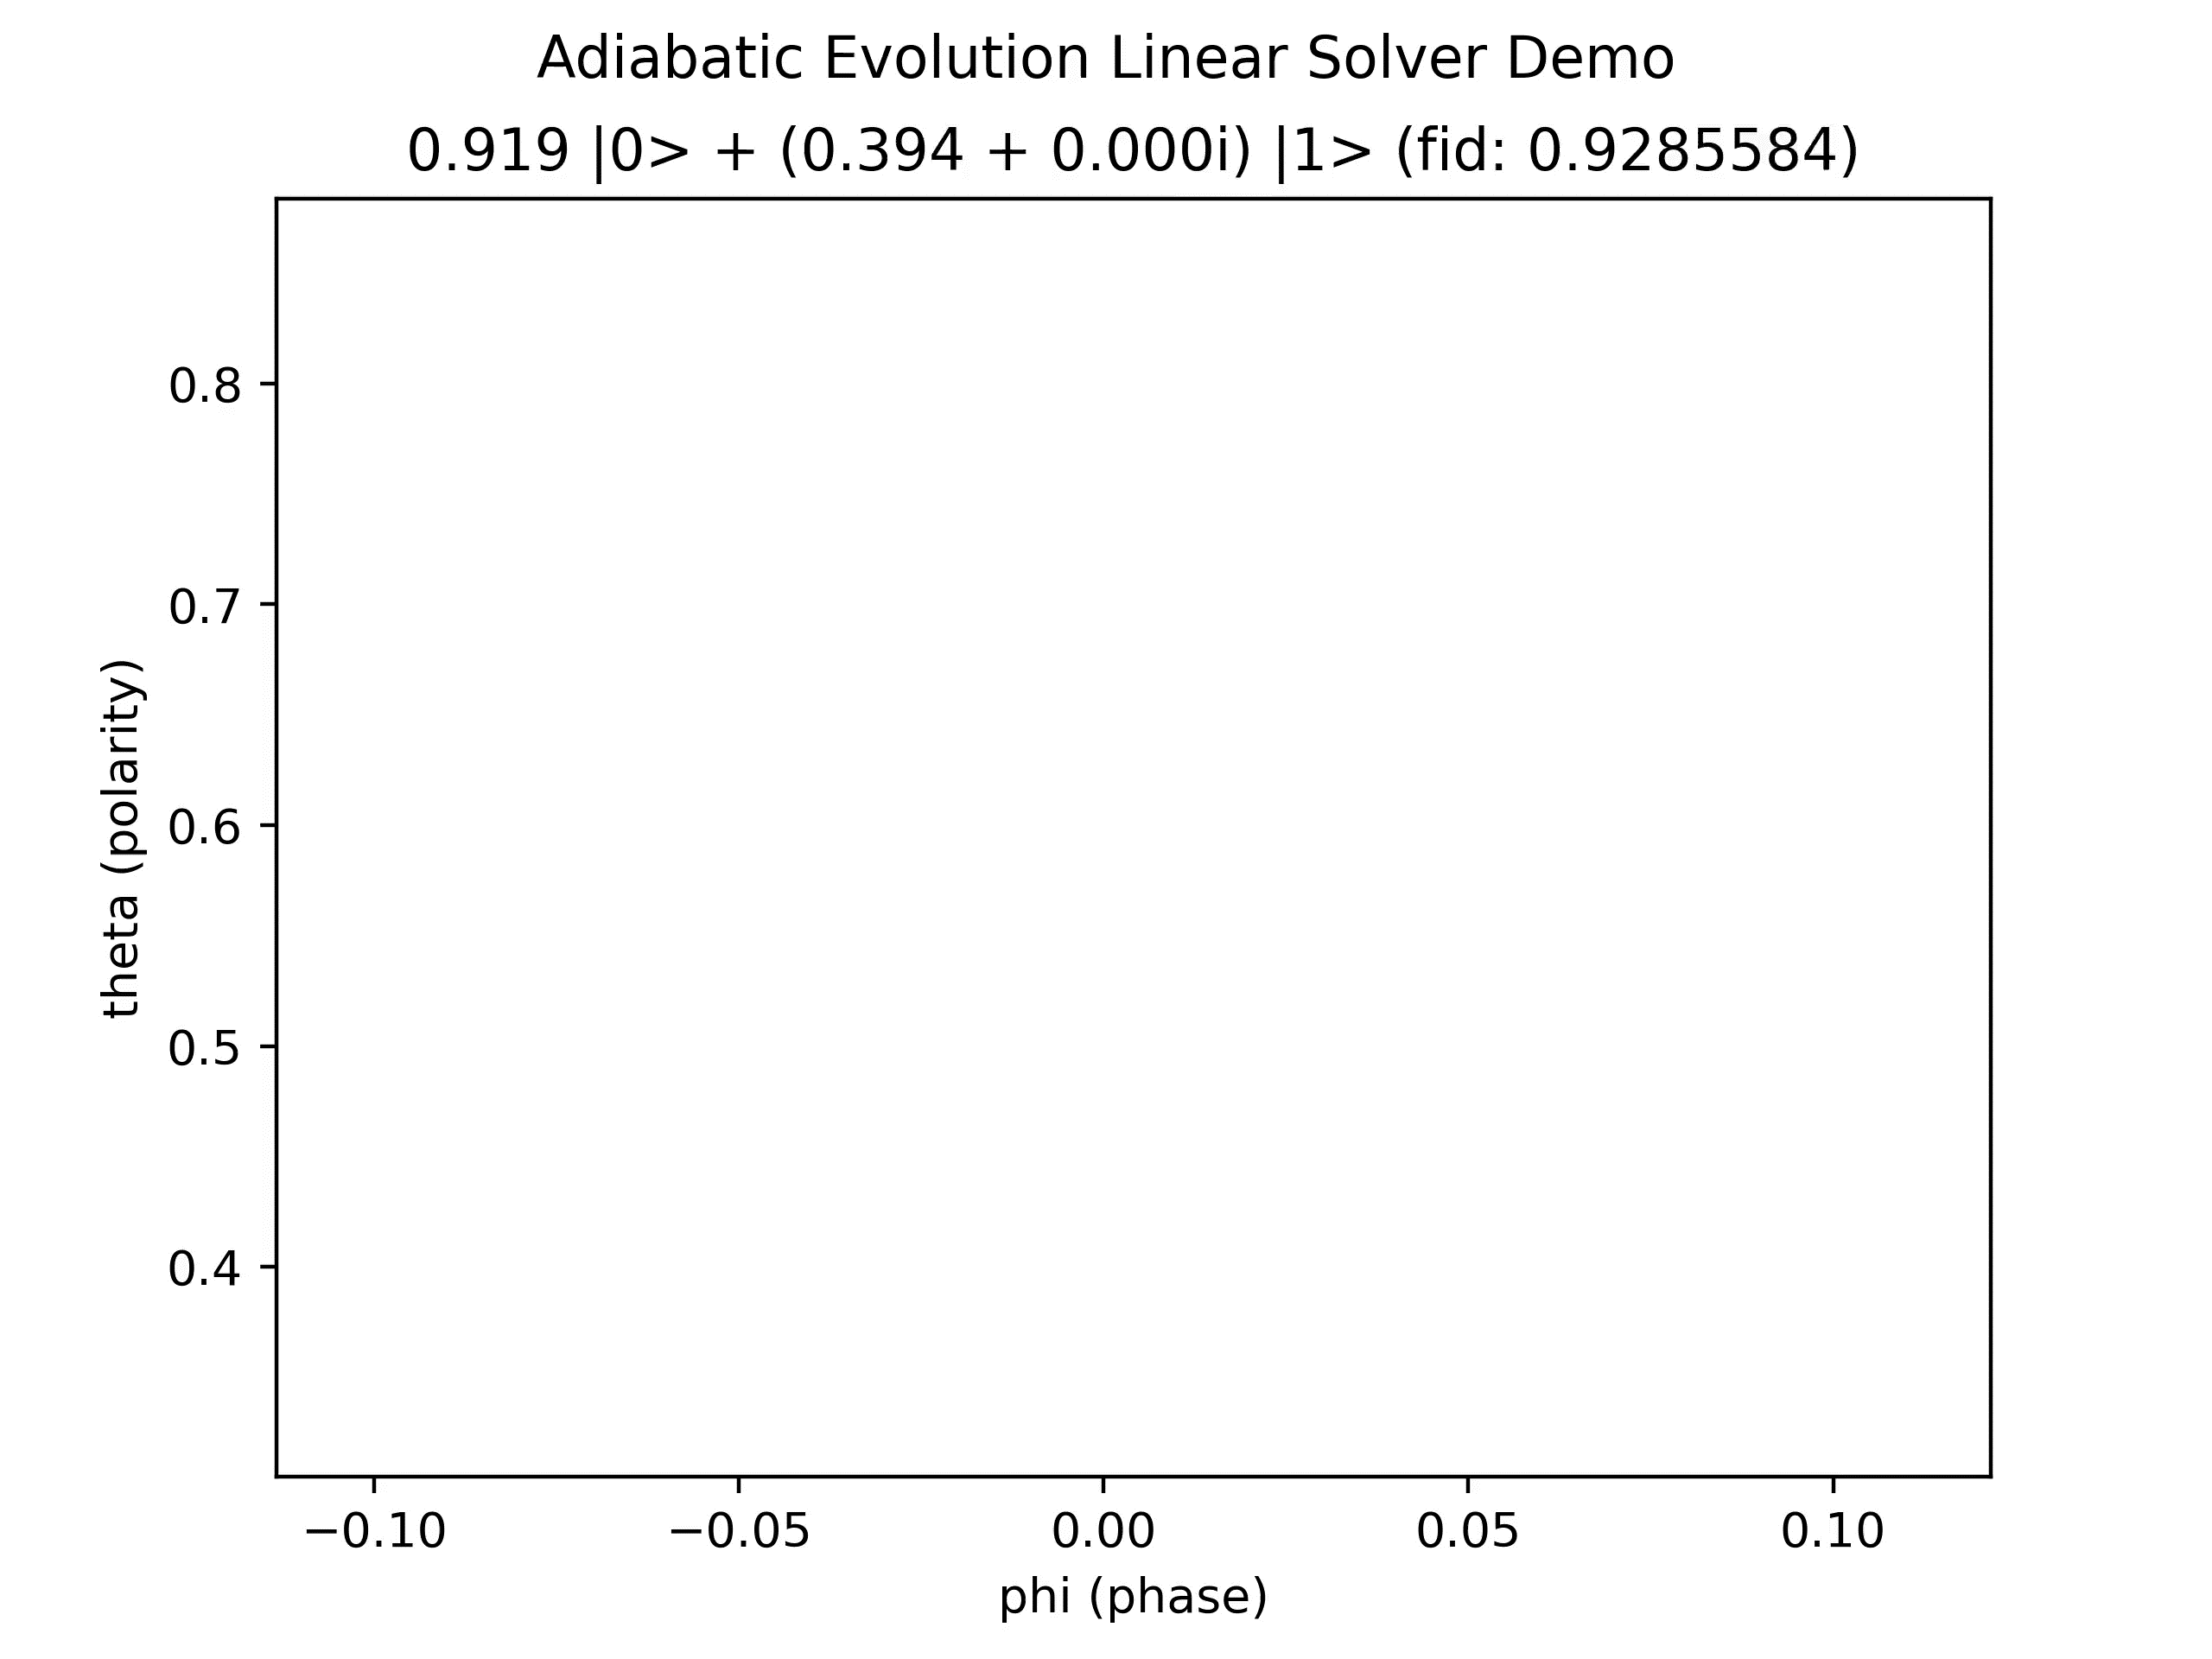 Adiabatic Evolution Linear Solver Demo
0.919 |0> + (0.394 + 0.000i) |1> (fid: 0.9285584)
0.8
0.7
0.6
0.5
0.4
theta (polarity)
−0.10
−0.05
0.00
0.05
0.10
phi (phase)